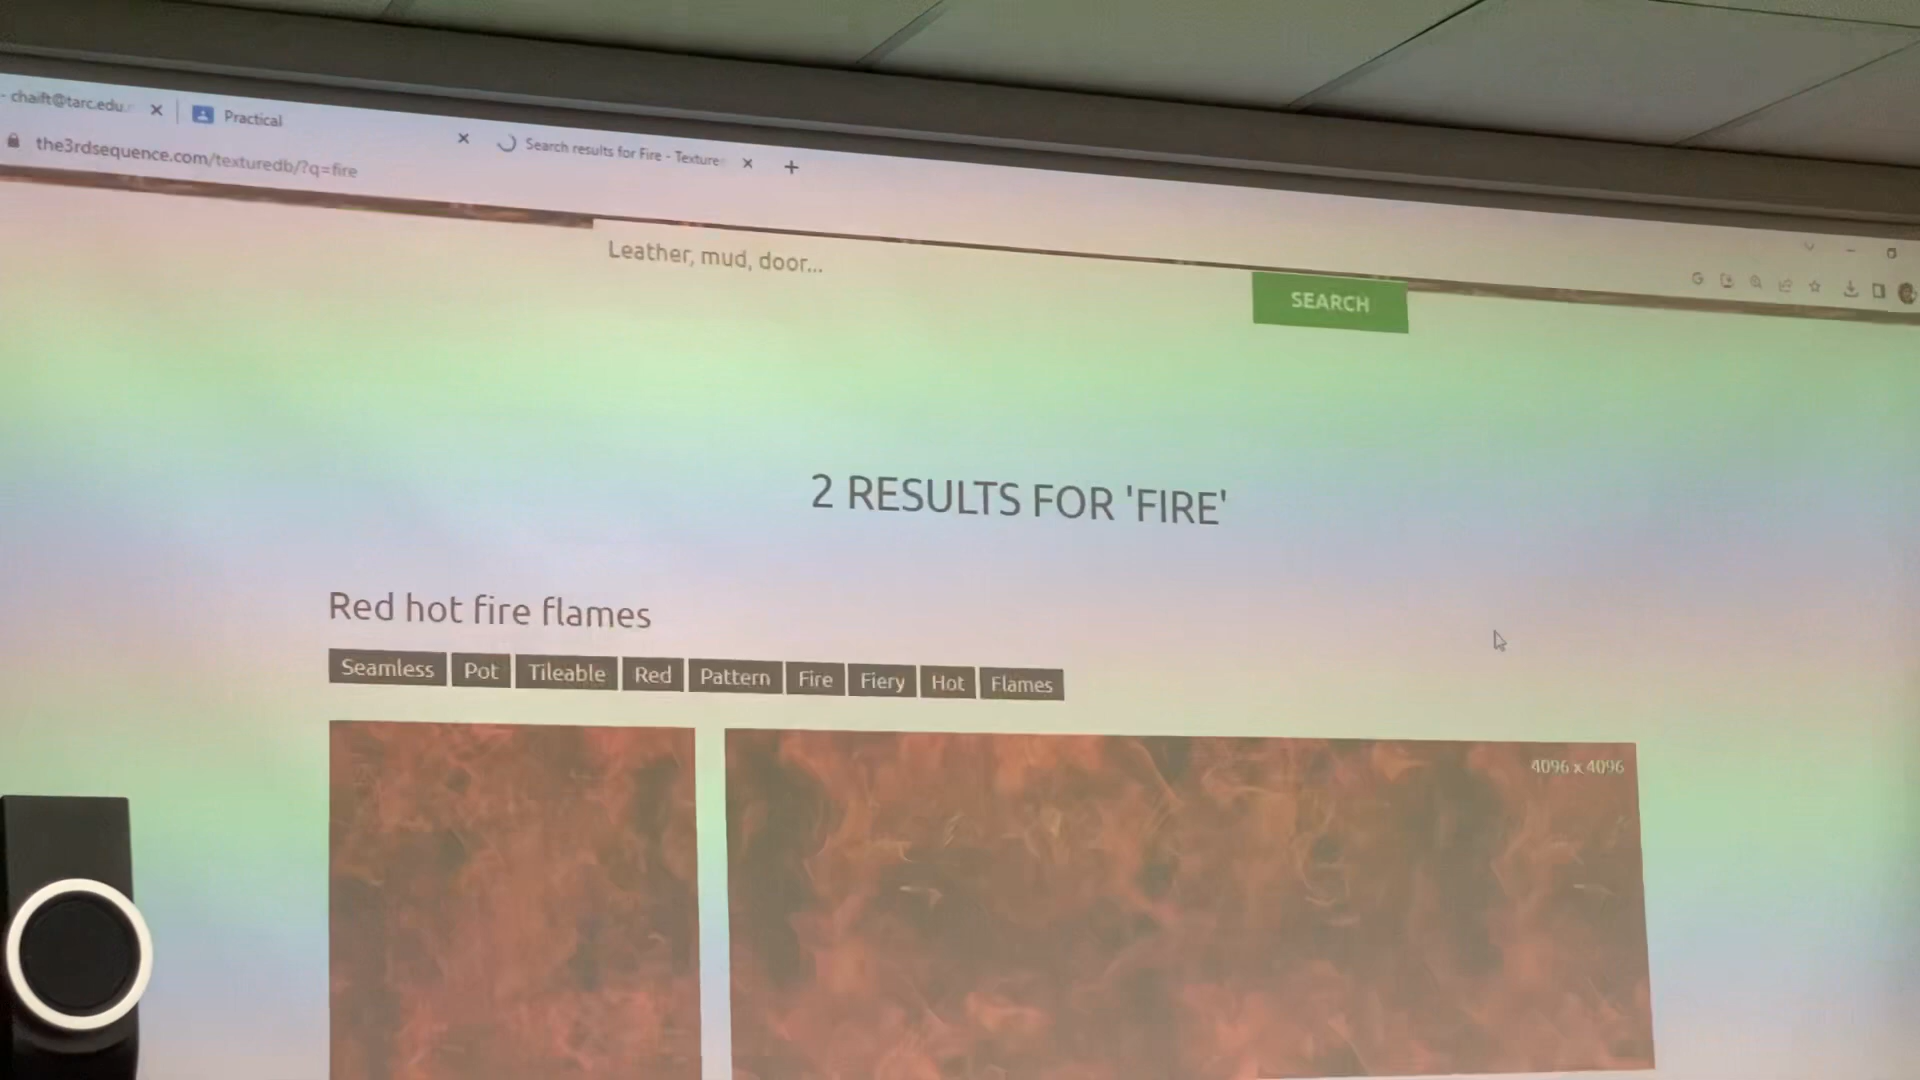 - chaift@tarc.edu.
Practical
Search results for Fire - Texture
the3rdsequence.com/texturedb/?q=fire
Leather, mud, door...
SEARCH
2 RESULTS FOR 'FIRE'
Red hot fire flames
Seamless Pot Tileable Red Pattern Fire Fiery Hot Flames
4096 x 4096